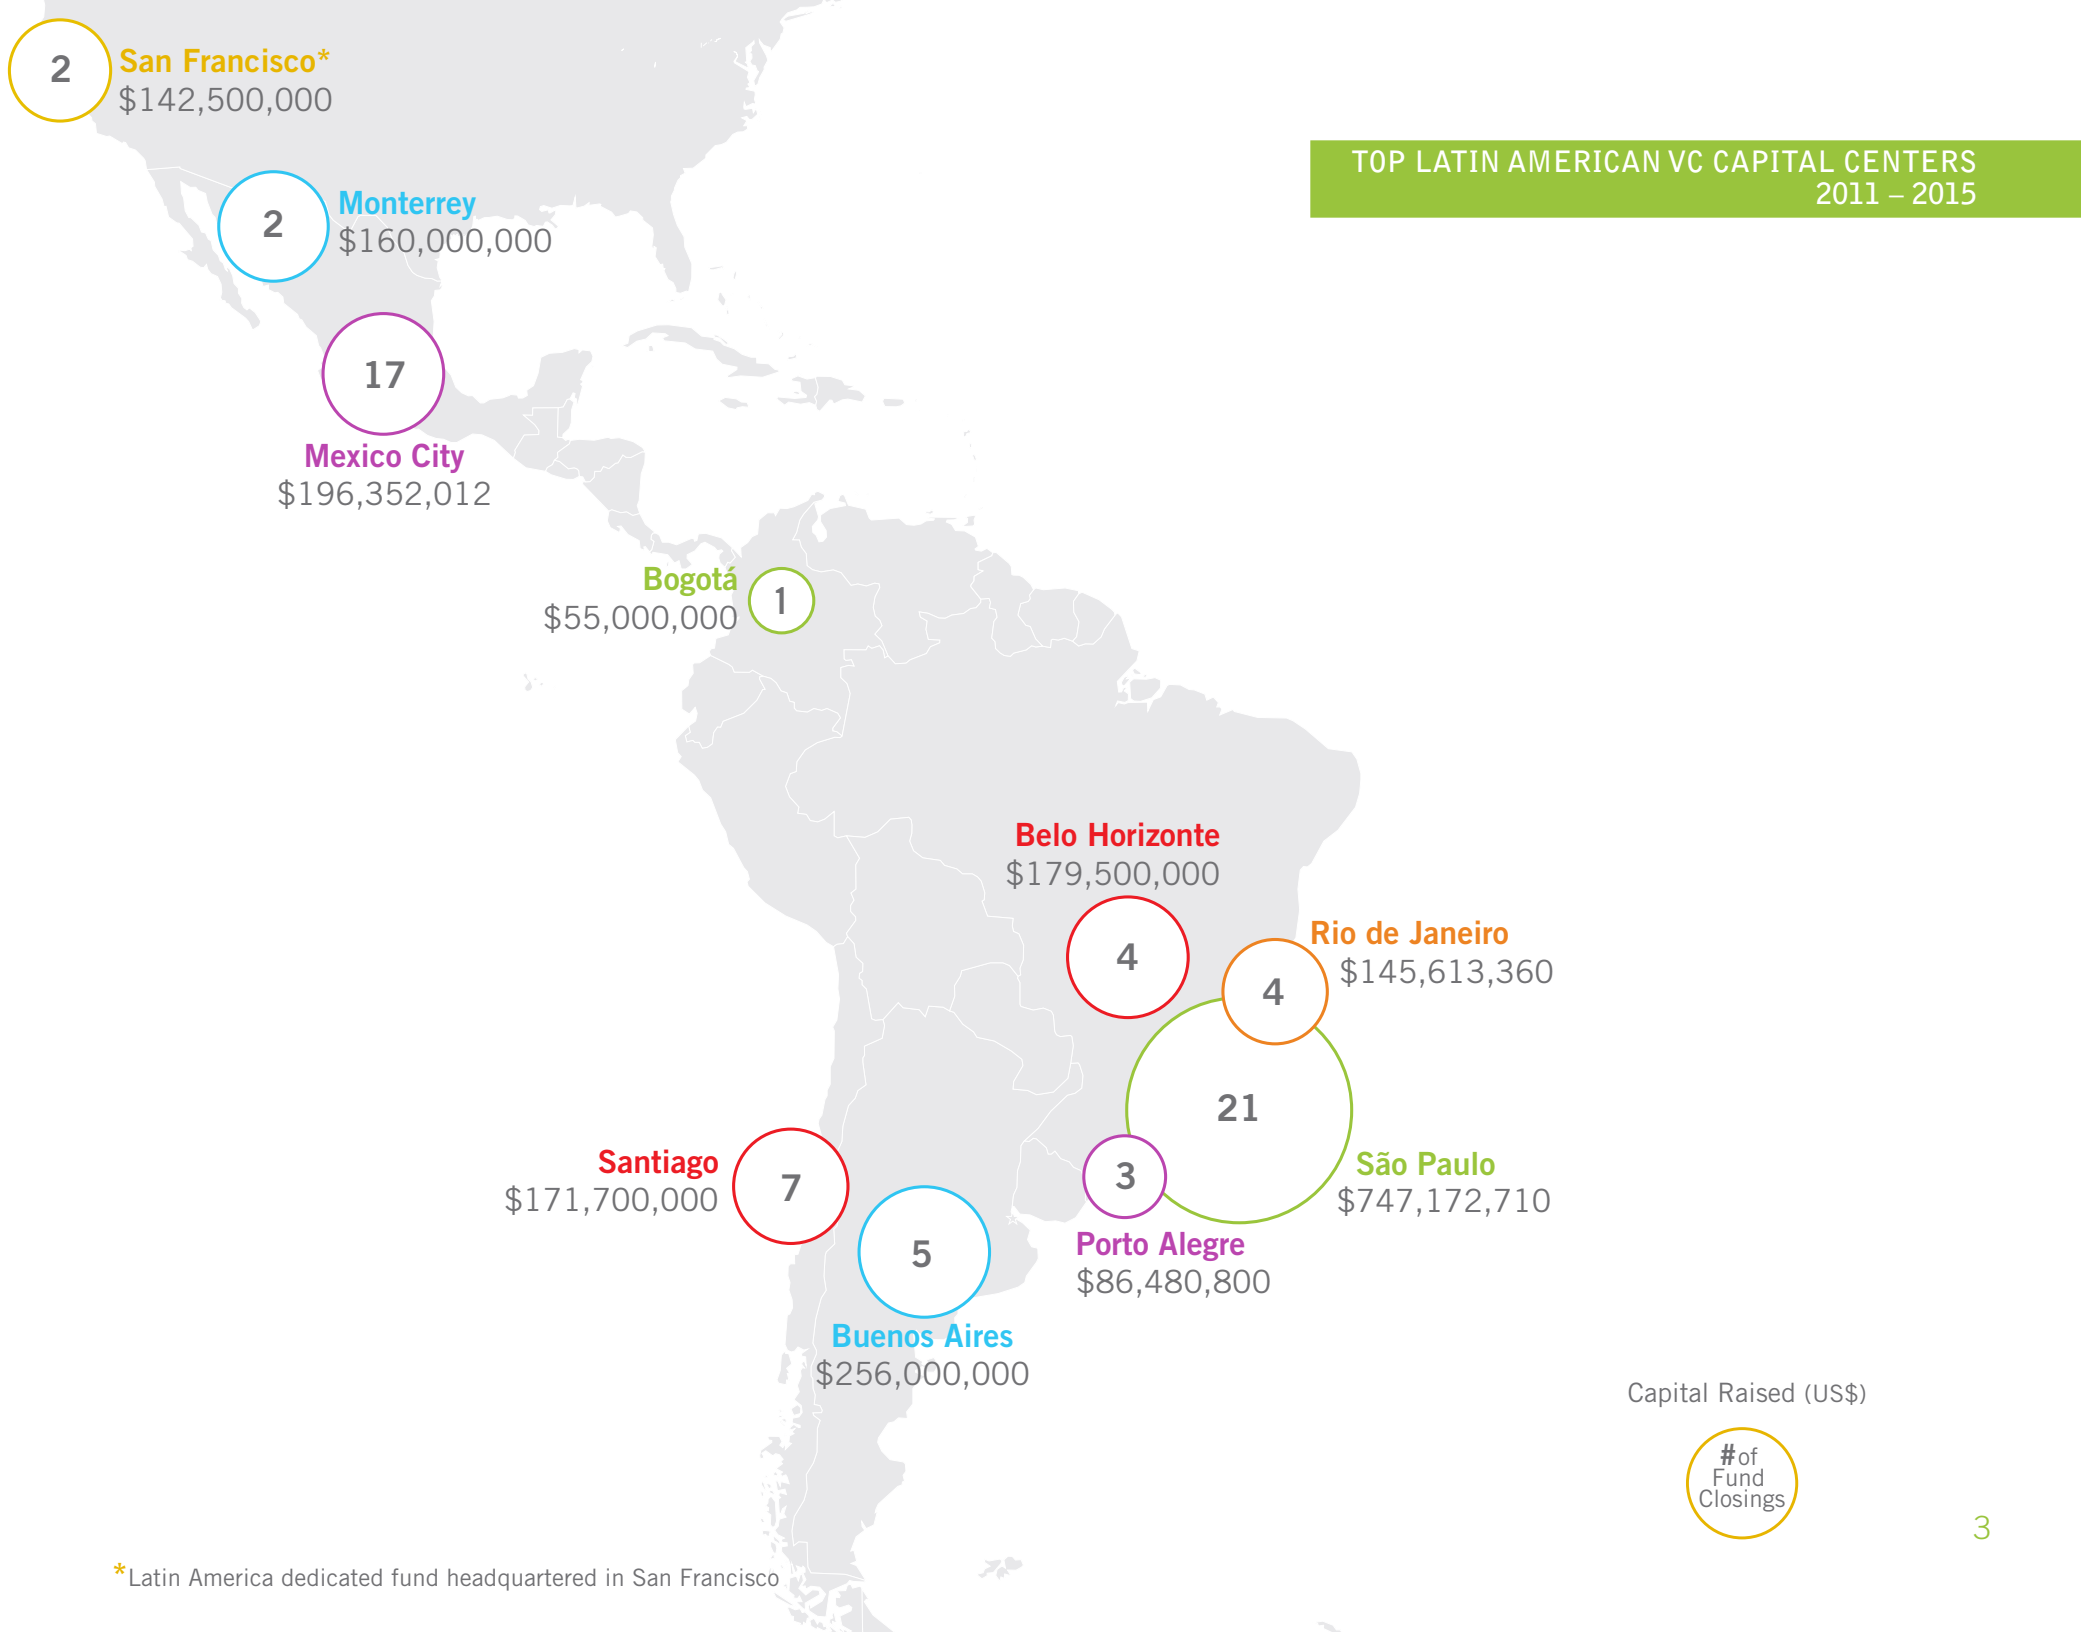 2
San Francisco*
$142,500,000
TOP LATIN AMERICAN VC CAPITAL CENTERS
2011 – 2015
2
Monterrey
$160,000,000
17
Mexico City
$196,352,012
Bogotá
$55,000,000
1
Belo Horizonte
$179,500,000
4
Rio de Janeiro
$145,613,360
4
21
São Paulo
$747,172,710
Santiago
$171,700,000
7
3
Porto Alegre
$86,480,800
5
Buenos Aires
$256,000,000
Capital Raised (US$)
# of
Fund
Closings
3
*Latin America dedicated fund headquartered in San Francisco